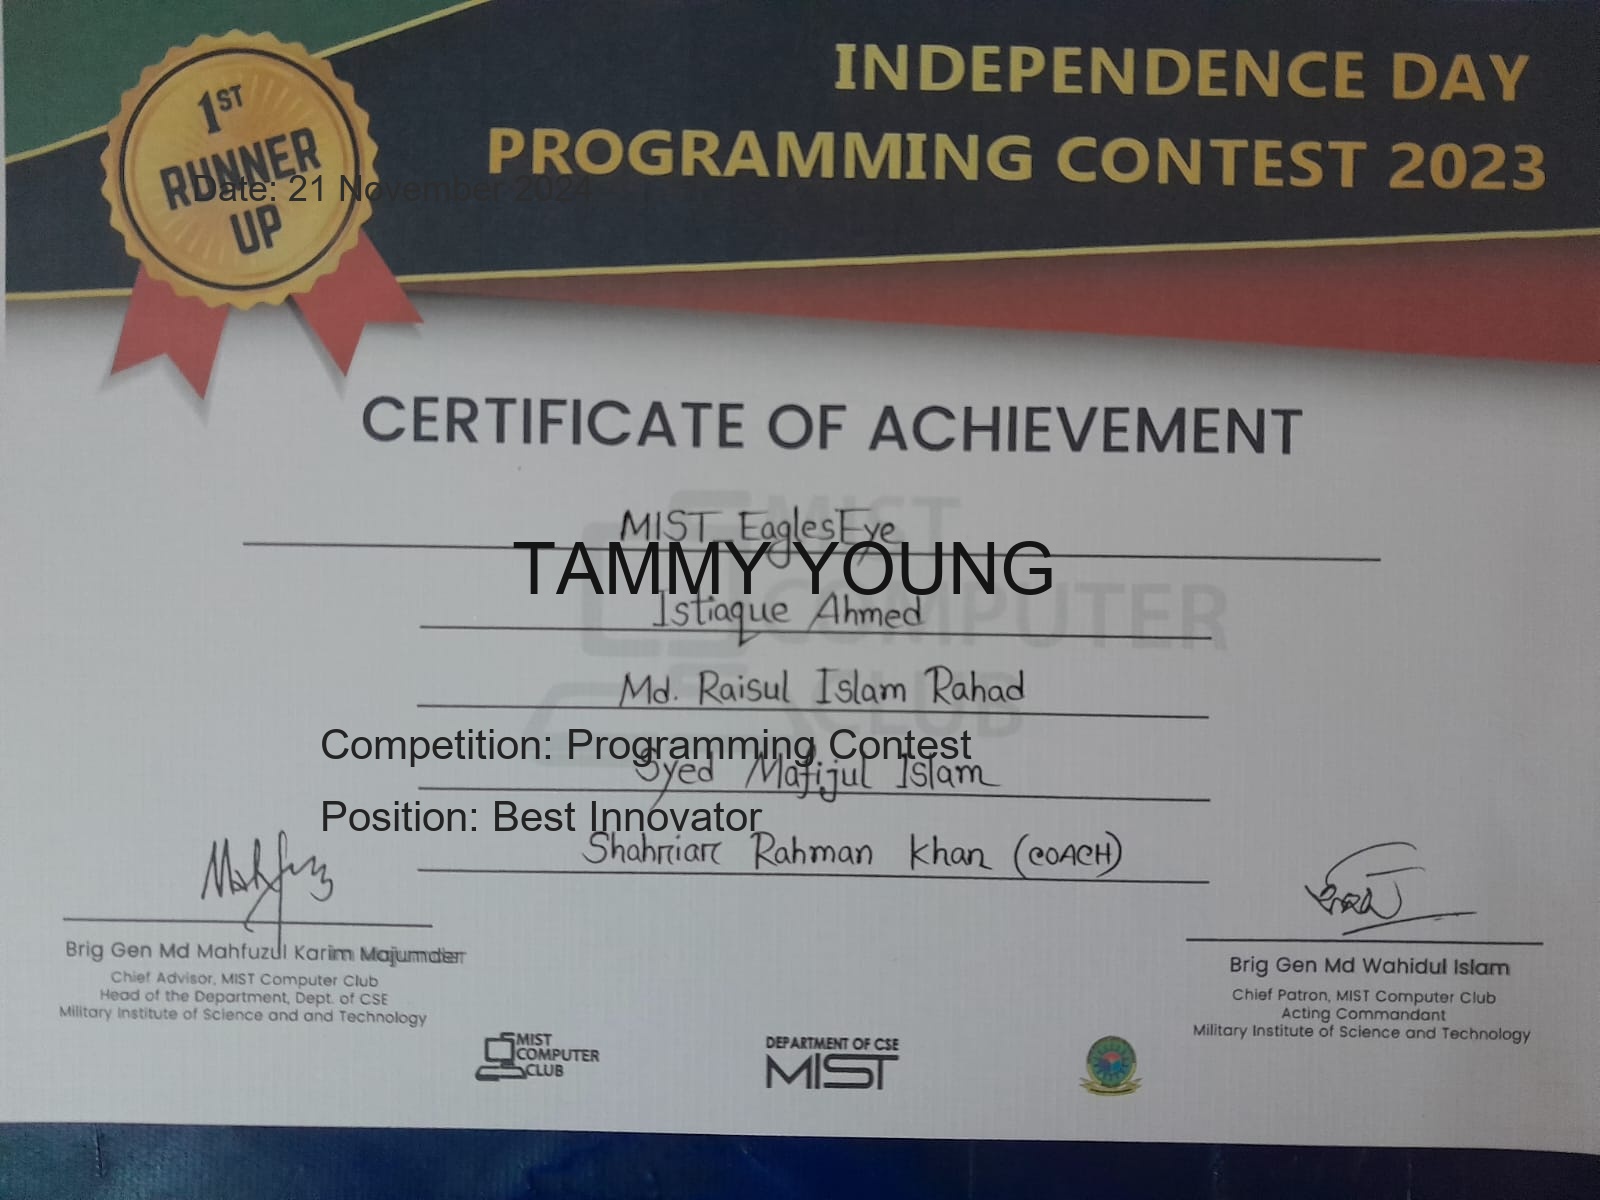 1ST
RUNNER
UP
INDEPENDENCE DAY
PROGRAMMING CONTEST 2023
Date: 21 November 2024
CERTIFICATE OF ACHIEVEMENT
MIST_EaglesEye
TAMMY YOUNG
Istiaque Ahmed
Md. Raisul Islam Rahad
Competition: Programming Contest
Syed Mafijul Islam
Position: Best Innovator
Shahriar Rahman Khan (COACH)
Brig Gen Md Mahfuzul Karim Majumder
Chief Advisor, MIST Computer Club
Head of the Department, Dept. of CSE
Military Institute of Science and and Technology
Brig Gen Md Wahidul Islam
Chief Patron, MIST Computer Club
Acting Commandant
Military Institute of Science and Technology
MIST
COMPUTER
CLUB
DEPARTMENT OF CSE
MIST
MIST
COMPUTER
CLUB